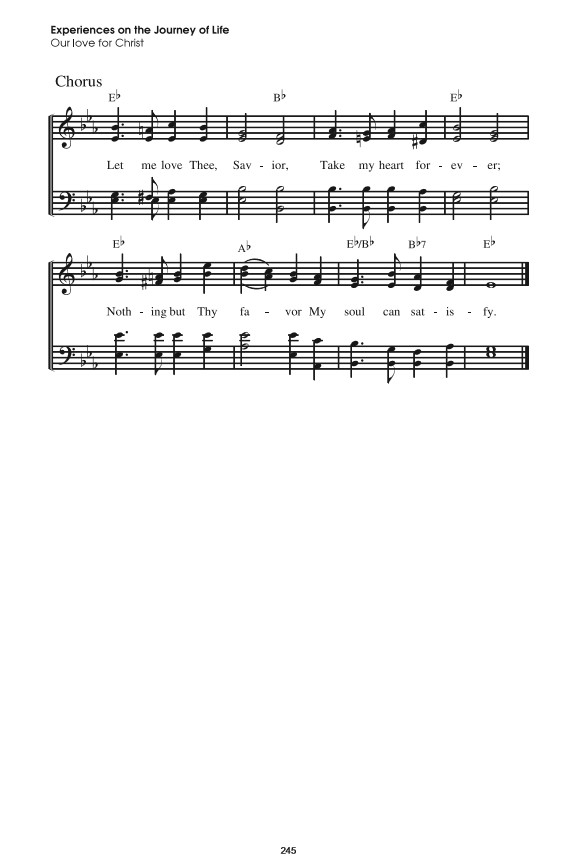 Experiences on the Journey of Life
Our love for Christ
Chorus
E♭ B♭ E♭
Let me love Thee, Sav - ior, Take my heart for - ev - er;
E♭ A♭ E♭/B♭ B♭7 E♭
Noth - ing but Thy fa - vor My soul can sat - is - fy.
245